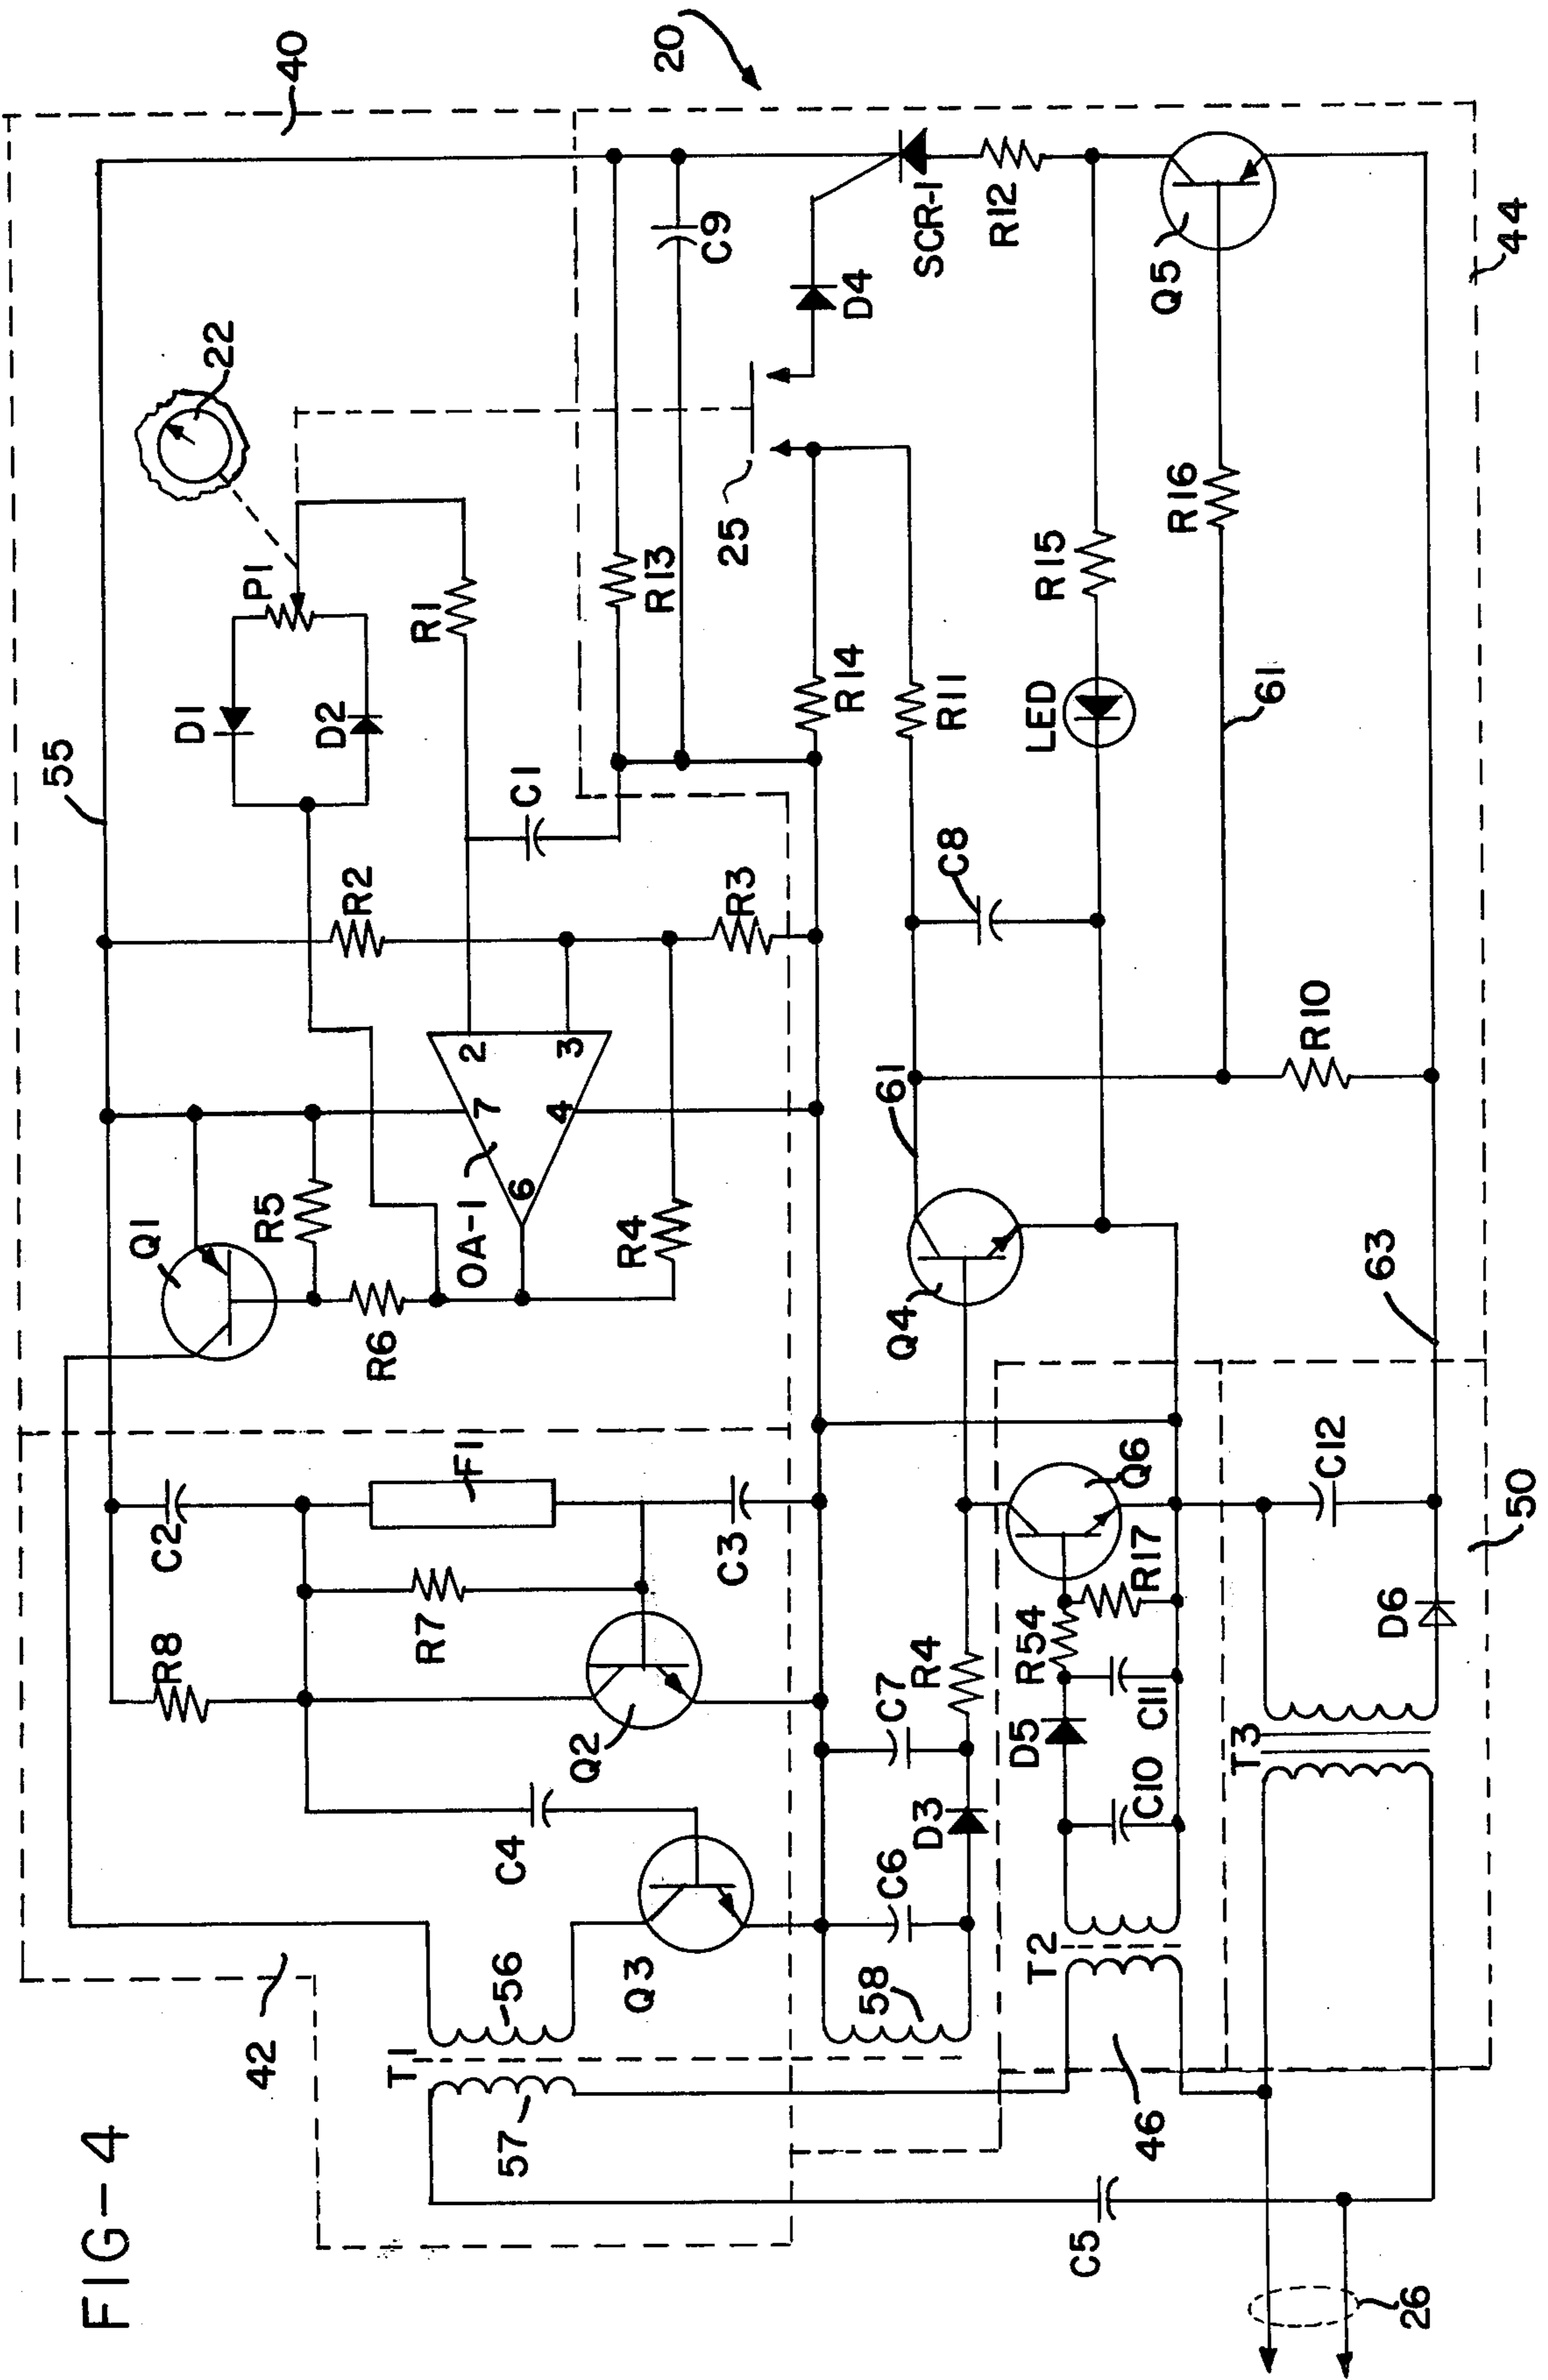 FIG-4
20
40
55
22
P1
D1
D2
R1
C1
R2
R3
C9
R13
D4
SCR-1
R12
25
R14
R11
Q5
44
R15
LED
R16
61
C8
R10
2
3
7
4
6
OA-1
Q1
R5
R6
R4
61
Q4
63
F1
C2
R8
R7
C3
Q2
C4
Q3
Q6
R17
R54
C12
50
D6
R4
C7
D3
C6
D5
C11
C10
T3
T2
58
56
T1
57
42
46
C5
26